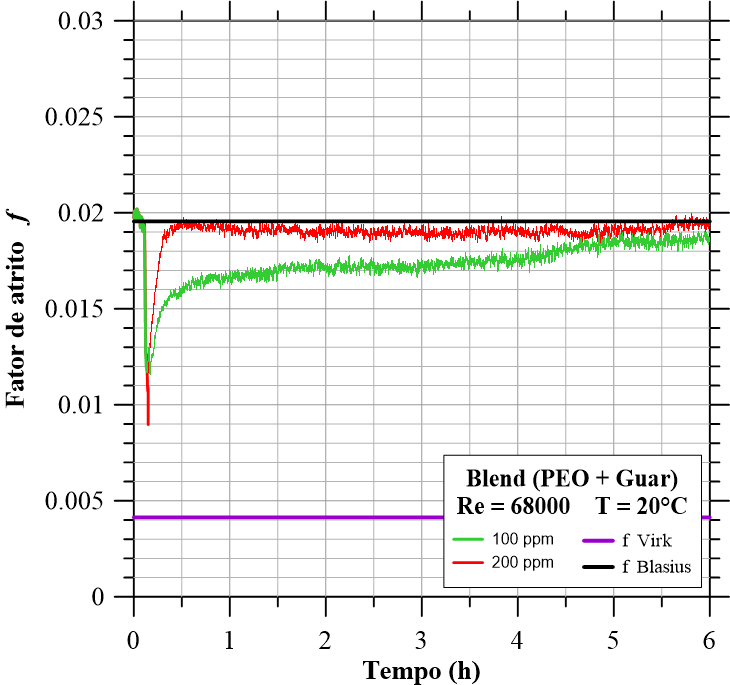 0.03
0.025
0.02
0.015
0.01
0.005
0
Fator de atrito f
Blend (PEO + Guar)
Re = 68000 T = 20°C
100 ppm f Virk
200 ppm f Blasius
0 1 2 3 4 5 6
Tempo (h)